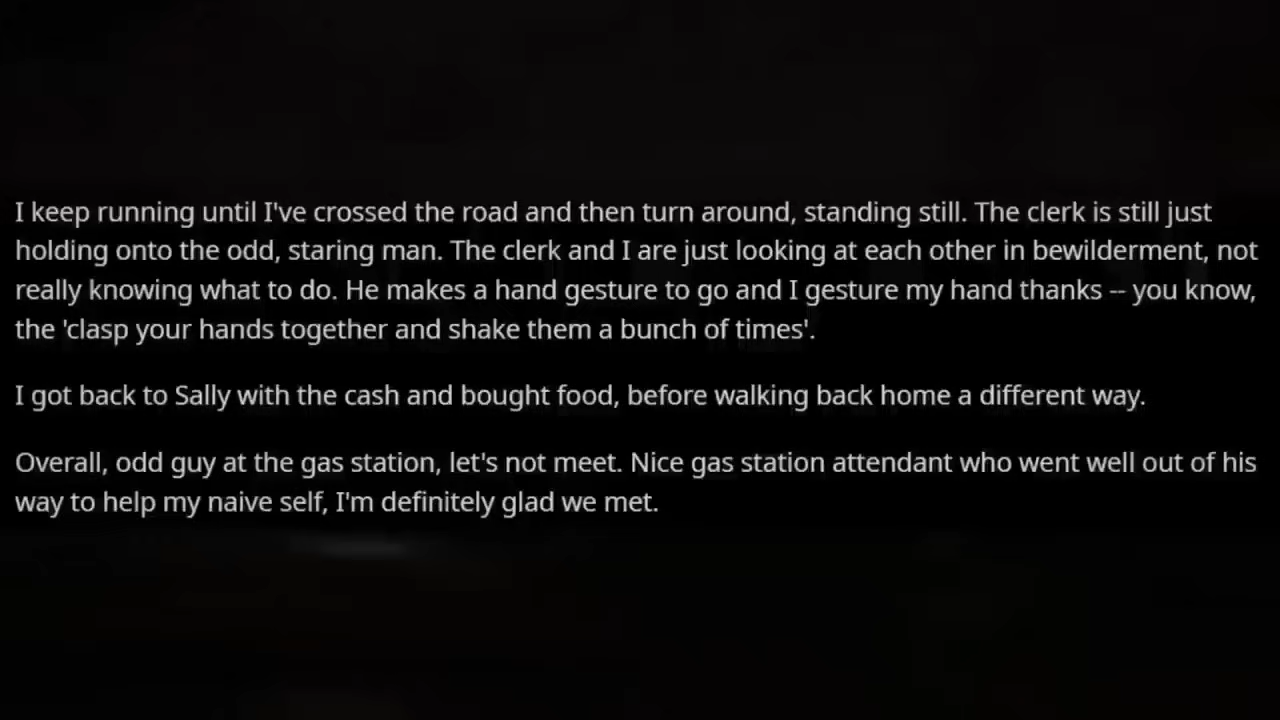 I keep running until I've crossed the road and then turn around, standing still. The clerk is still just
holding onto the odd, staring man. The clerk and I are just looking at each other in bewilderment, not
really knowing what to do. He makes a hand gesture to go and I gesture my hand thanks -- you know,
the 'clasp your hands together and shake them a bunch of times'.
I got back to Sally with the cash and bought food, before walking back home a different way.
Overall, odd guy at the gas station, let's not meet. Nice gas station attendant who went well out of his
way to help my naive self, I'm definitely glad we met.